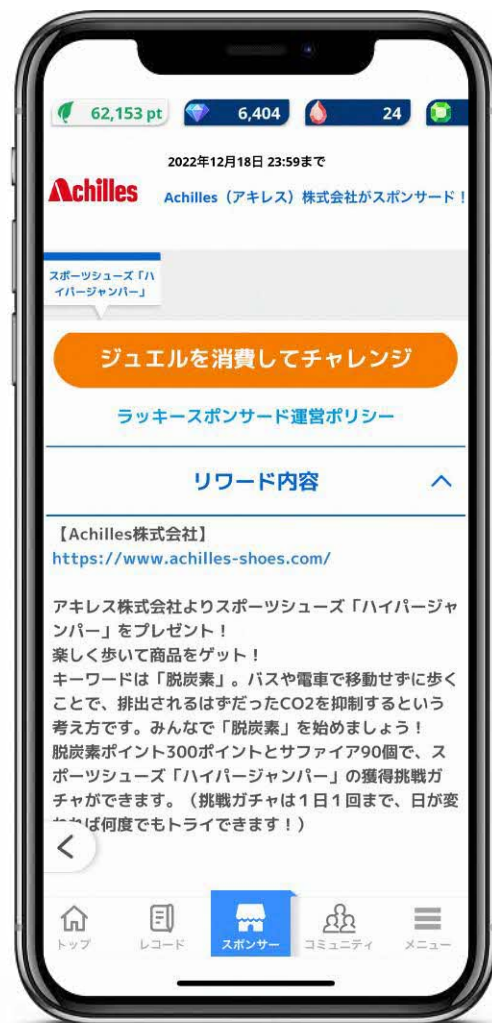 62,153 pt 6,404 24
2022年12月18日 23:59まで
Achilles Achilles（アキレス）株式会社がスポンサード！
スポーツシューズ「ハ
イパージャンパー」
ジュエルを消費してチャレンジ
ラッキースポンサード運営ポリシー
リワード内容
【Achilles株式会社】
https://www.achilles-shoes.com/
アキレス株式会社よりスポーツシューズ「ハイパージャ
ンパー」をプレゼント！
楽しく歩いて商品をゲット！
キーワードは「脱炭素」。バスや電車で移動せずに歩く
ことで、排出されるはずだったCO2を抑制するという
考え方です。みんなで「脱炭素」を始めましょう！
脱炭素ポイント300ポイントとサファイア90個で、ス
ポーツシューズ「ハイパージャンパー」の獲得挑戦ガ
チャができます。（挑戦ガチャは１日１回まで、日が変
ば何度でもトライできます！）
トップ レコード スポンサー コミュニティ メニュー